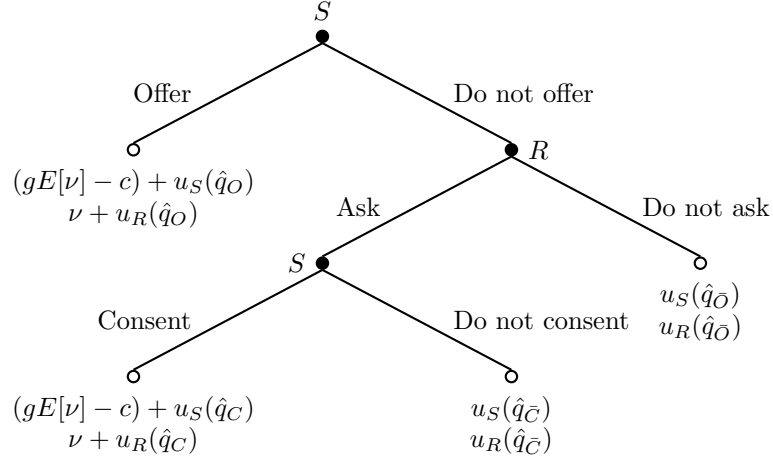 S
Offer
Do not offer
(gE[ν] − c) + u_S(q̂_O)
ν + u_R(q̂_O)
R
Ask
Do not ask
S
u_S(q̂_Ō)
u_R(q̂_Ō)
Consent
Do not consent
(gE[ν] − c) + u_S(q̂_C)
ν + u_R(q̂_C)
u_S(q̂_C̄)
u_R(q̂_C̄)